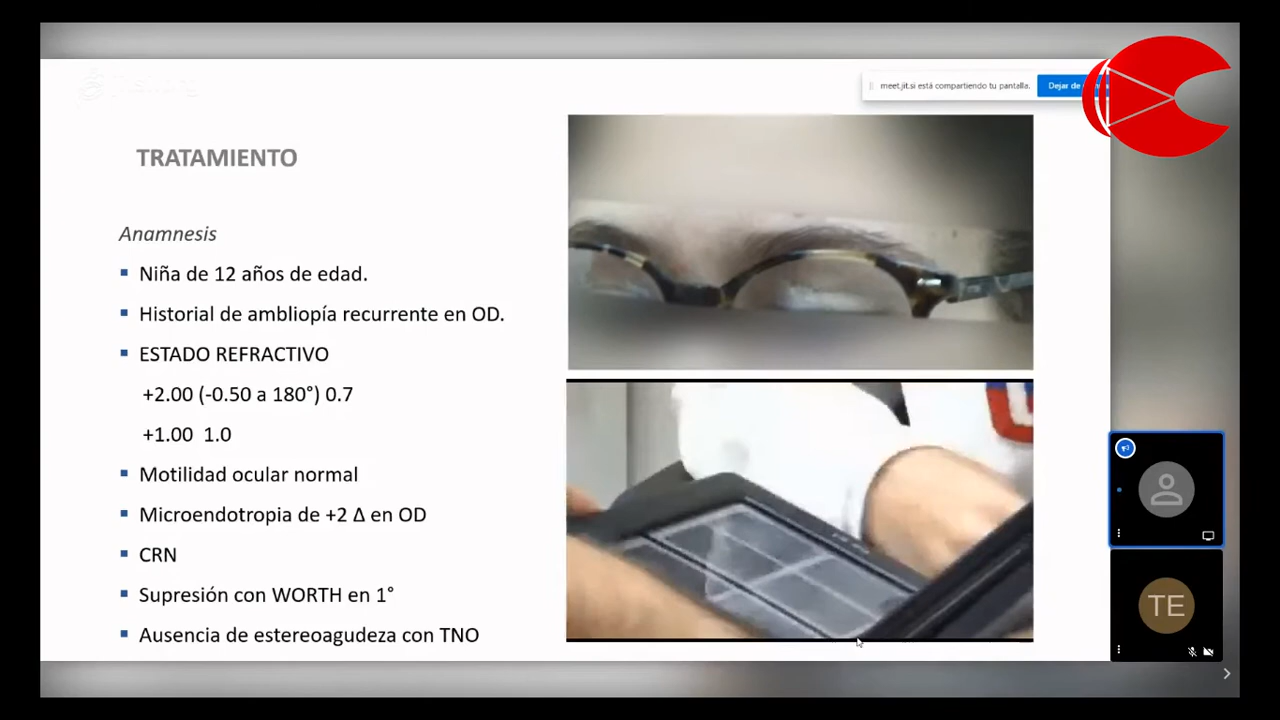 meet.jit.si está compartiendo tu pantalla.
Dejar de
TRATAMIENTO
Anamnesis
Niña de 12 años de edad.
Historial de ambliopía recurrente en OD.
ESTADO REFRACTIVO
+2.00 (-0.50 a 180°) 0.7
+1.00 1.0
Motilidad ocular normal
Microendotropia de +2 Δ en OD
CRN
Supresión con WORTH en 1°
Ausencia de estereoagudeza con TNO
TE